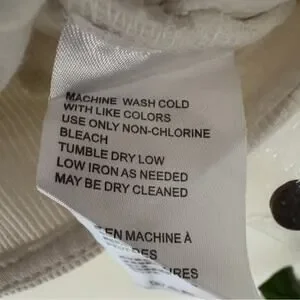 MACHINE WASH COLD
WITH LIKE COLORS
USE ONLY NON-CHLORINE
BLEACH
TUMBLE DRY LOW
LOW IRON AS NEEDED
MAY BE DRY CLEANED
EN MACHINE À